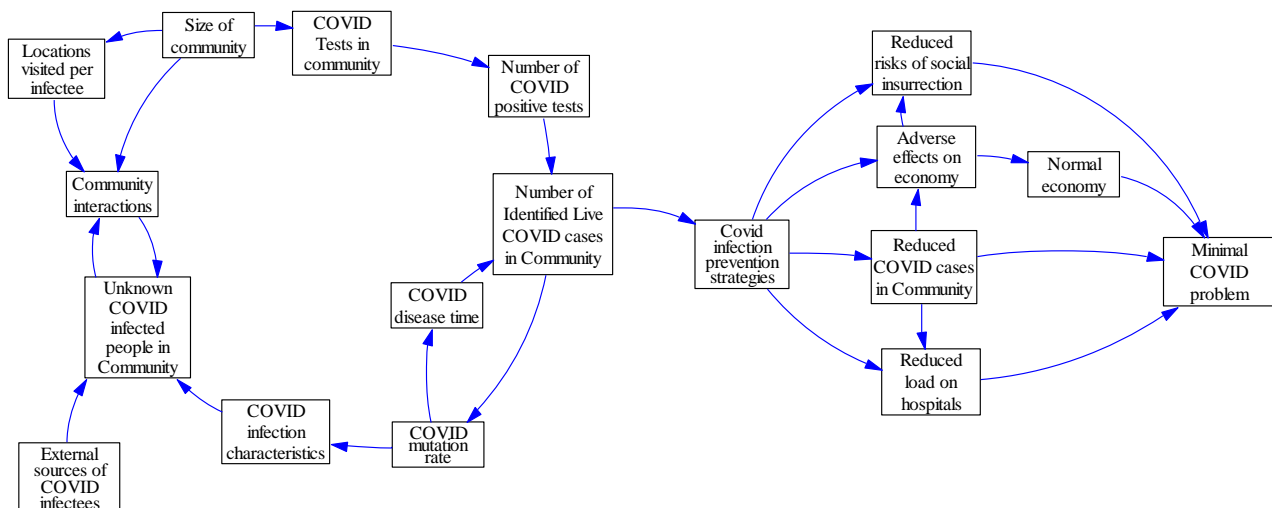 Locations
visited per
infectee
Size of
community
COVID
Tests in
community
Number of
COVID
positive tests
Community
interactions
Unknown
COVID
infected
people in
Community
External
sources of
COVID
infectees
COVID
infection
characteristics
COVID
mutation
rate
COVID
disease time
Number of
Identified Live
COVID cases
in Community
Covid
infection
prevention
strategies
Reduced
risks of social
insurrection
Adverse
effects on
economy
Normal
economy
Reduced
COVID cases
in Community
Reduced
load on
hospitals
Minimal
COVID
problem